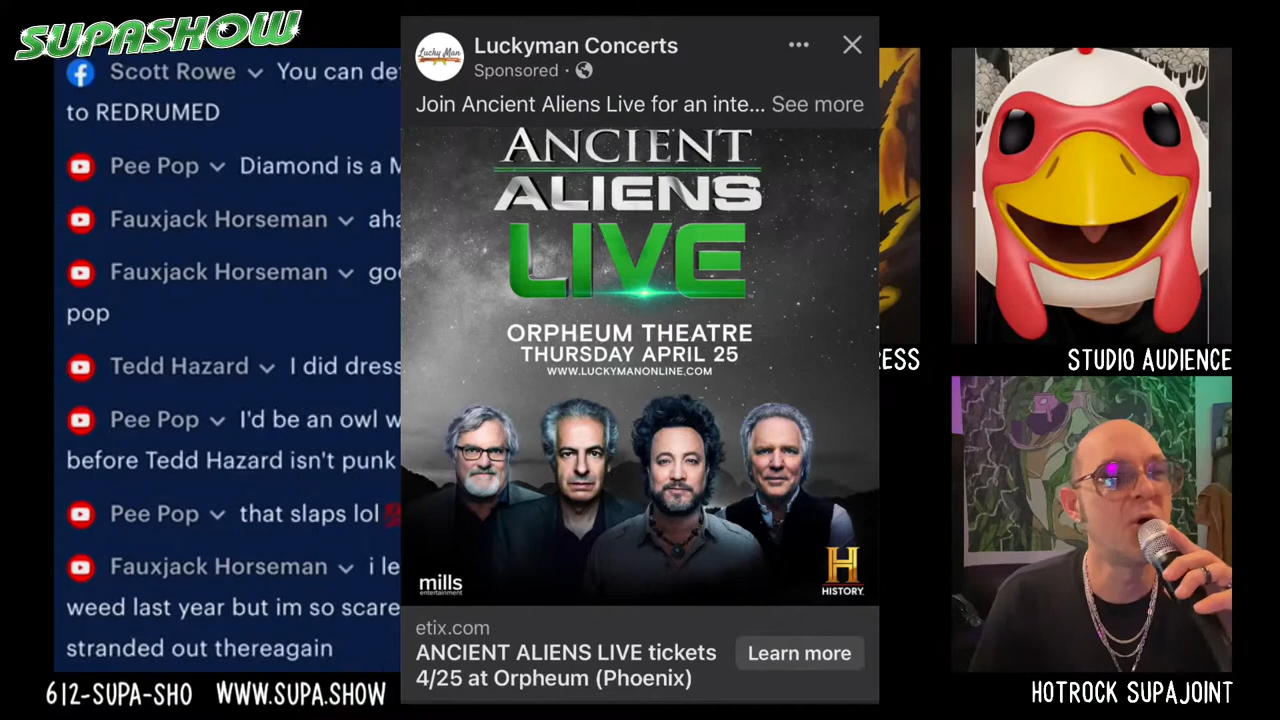 SUPASHOW
Scott Rowe You can de
to REDRUMED
Pee Pop Diamond is a M
Fauxjack Horseman aha
Fauxjack Horseman goo
pop
Tedd Hazard I did dress
Pee Pop I'd be an owl w
before Tedd Hazard isn't punk
Pee Pop that slaps lol
Fauxjack Horseman i le
weed last year but im so scare
stranded out thereagain
612-SUPA-SHO WWW.SUPA.SHOW
Lucky Man
Luckyman Concerts
Sponsored
Join Ancient Aliens Live for an inte... See more
ANCIENT
ALIENS
LIVE
ORPHEUM THEATRE
THURSDAY APRIL 25
WWW.LUCKYMANONLINE.COM
mills
entertainment
H
HISTORY.
etix.com
ANCIENT ALIENS LIVE tickets
4/25 at Orpheum (Phoenix)
Learn more
RESS
STUDIO AUDIENCE
HOTROCK SUPAJOINT